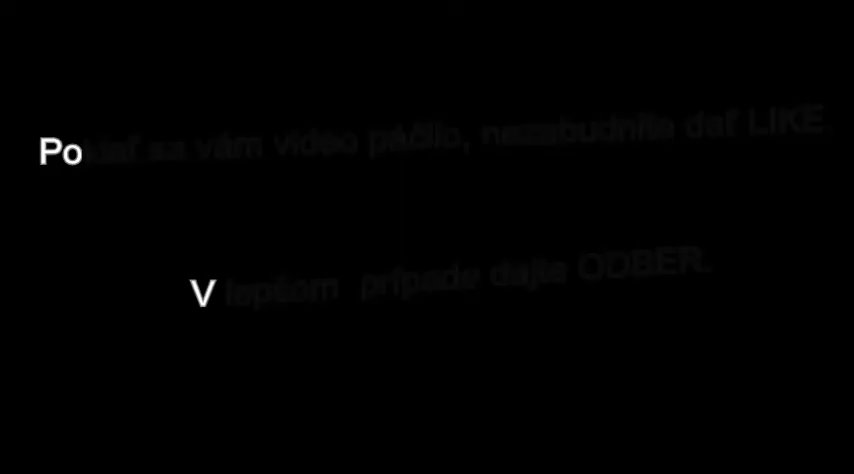 Pokiaľ sa vám video páčilo, nezabudnite dať LIKE.
V lepšom prípade dajte ODBER.